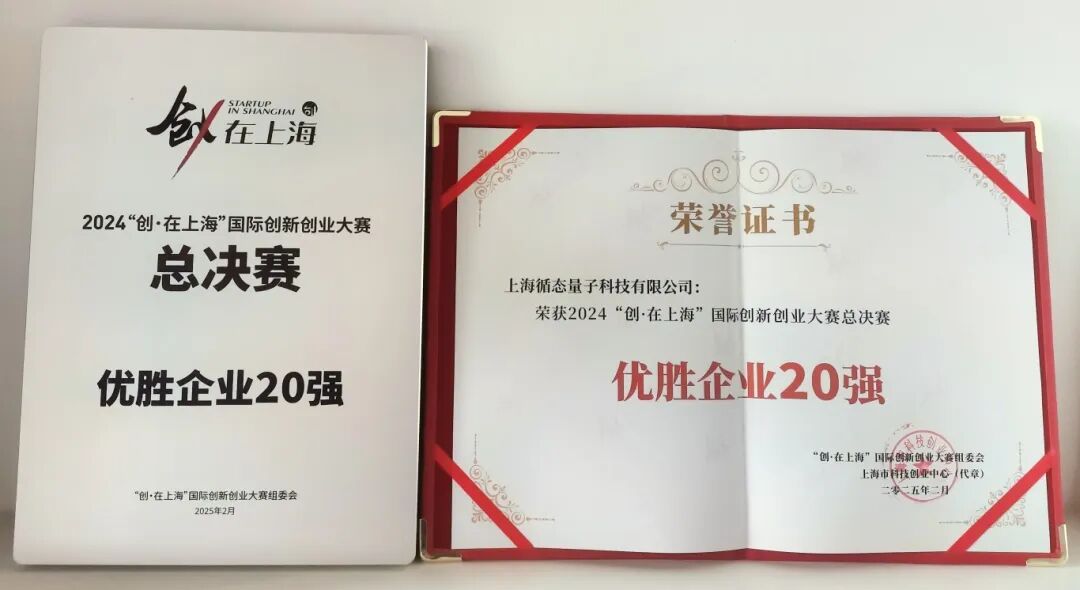 创
STARTUP
IN SHANGHAI
创
在上海
2024“创·在上海”国际创新创业大赛
总决赛
优胜企业20强
“创·在上海”国际创新创业大赛组委会
2025年2月
荣誉证书
上海循态量子科技有限公司：
荣获2024“创·在上海”国际创新创业大赛总决赛
优胜企业20强
“创·在上海”国际创新创业大赛组委会
上海市科技创业中心（代章）
二零二五年二月